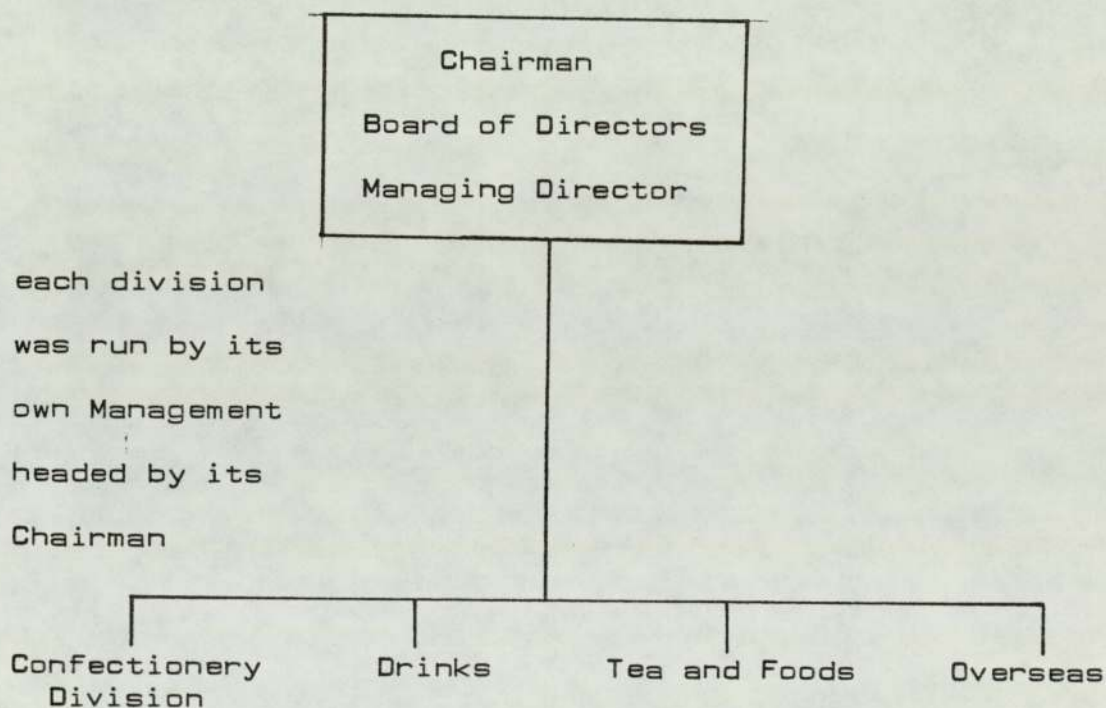 Chairman
Board of Directors
Managing Director
each division
was run by its
own Management
headed by its
Chairman
Confectionery Drinks Tea and Foods Overseas
Division